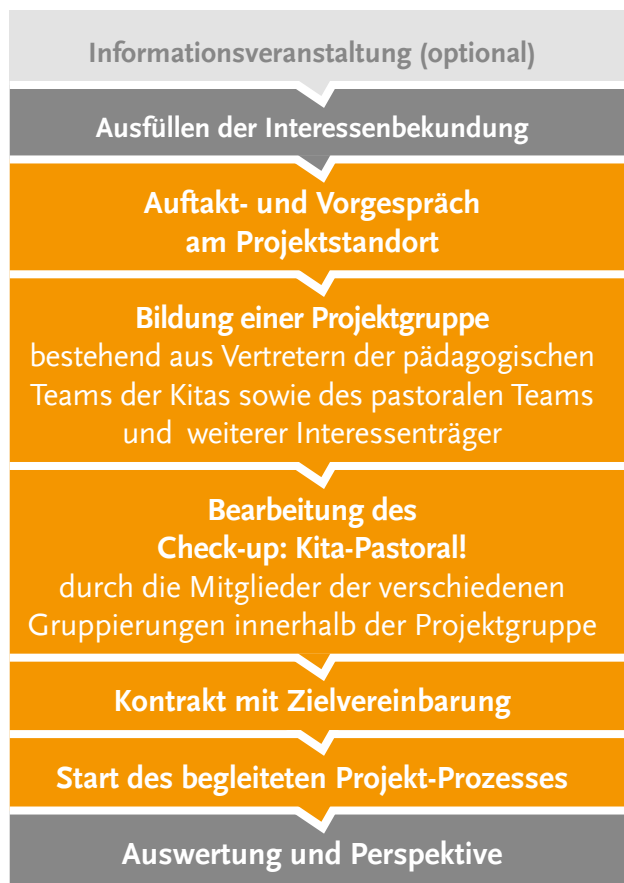 Informationsveranstaltung (optional)
Ausfüllen der Interessenbekundung
Auftakt- und Vorgespräch
am Projektstandort
Bildung einer Projektgruppe
bestehend aus Vertretern der pädagogischen
Teams der Kitas sowie des pastoralen Teams
und weiterer Interessenträger
Bearbeitung des
Check-up: Kita-Pastoral!
durch die Mitglieder der verschiedenen
Gruppierungen innerhalb der Projektgruppe
Kontrakt mit Zielvereinbarung
Start des begleiteten Projekt-Prozesses
Auswertung und Perspektive